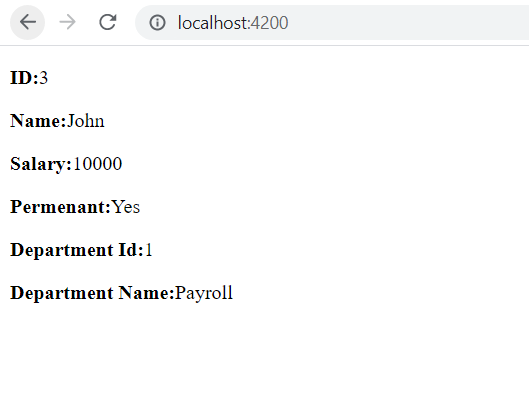 localhost:4200
ID:3
Name:John
Salary:10000
Permenant:Yes
Department Id:1
Department Name:Payroll